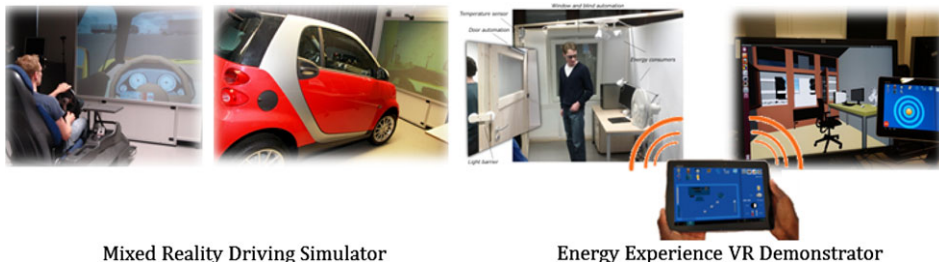 Window and blind automation
Temperature sensor
Door automation
Energy consumers
Light barrier
Mixed Reality Driving Simulator
Energy Experience VR Demonstrator